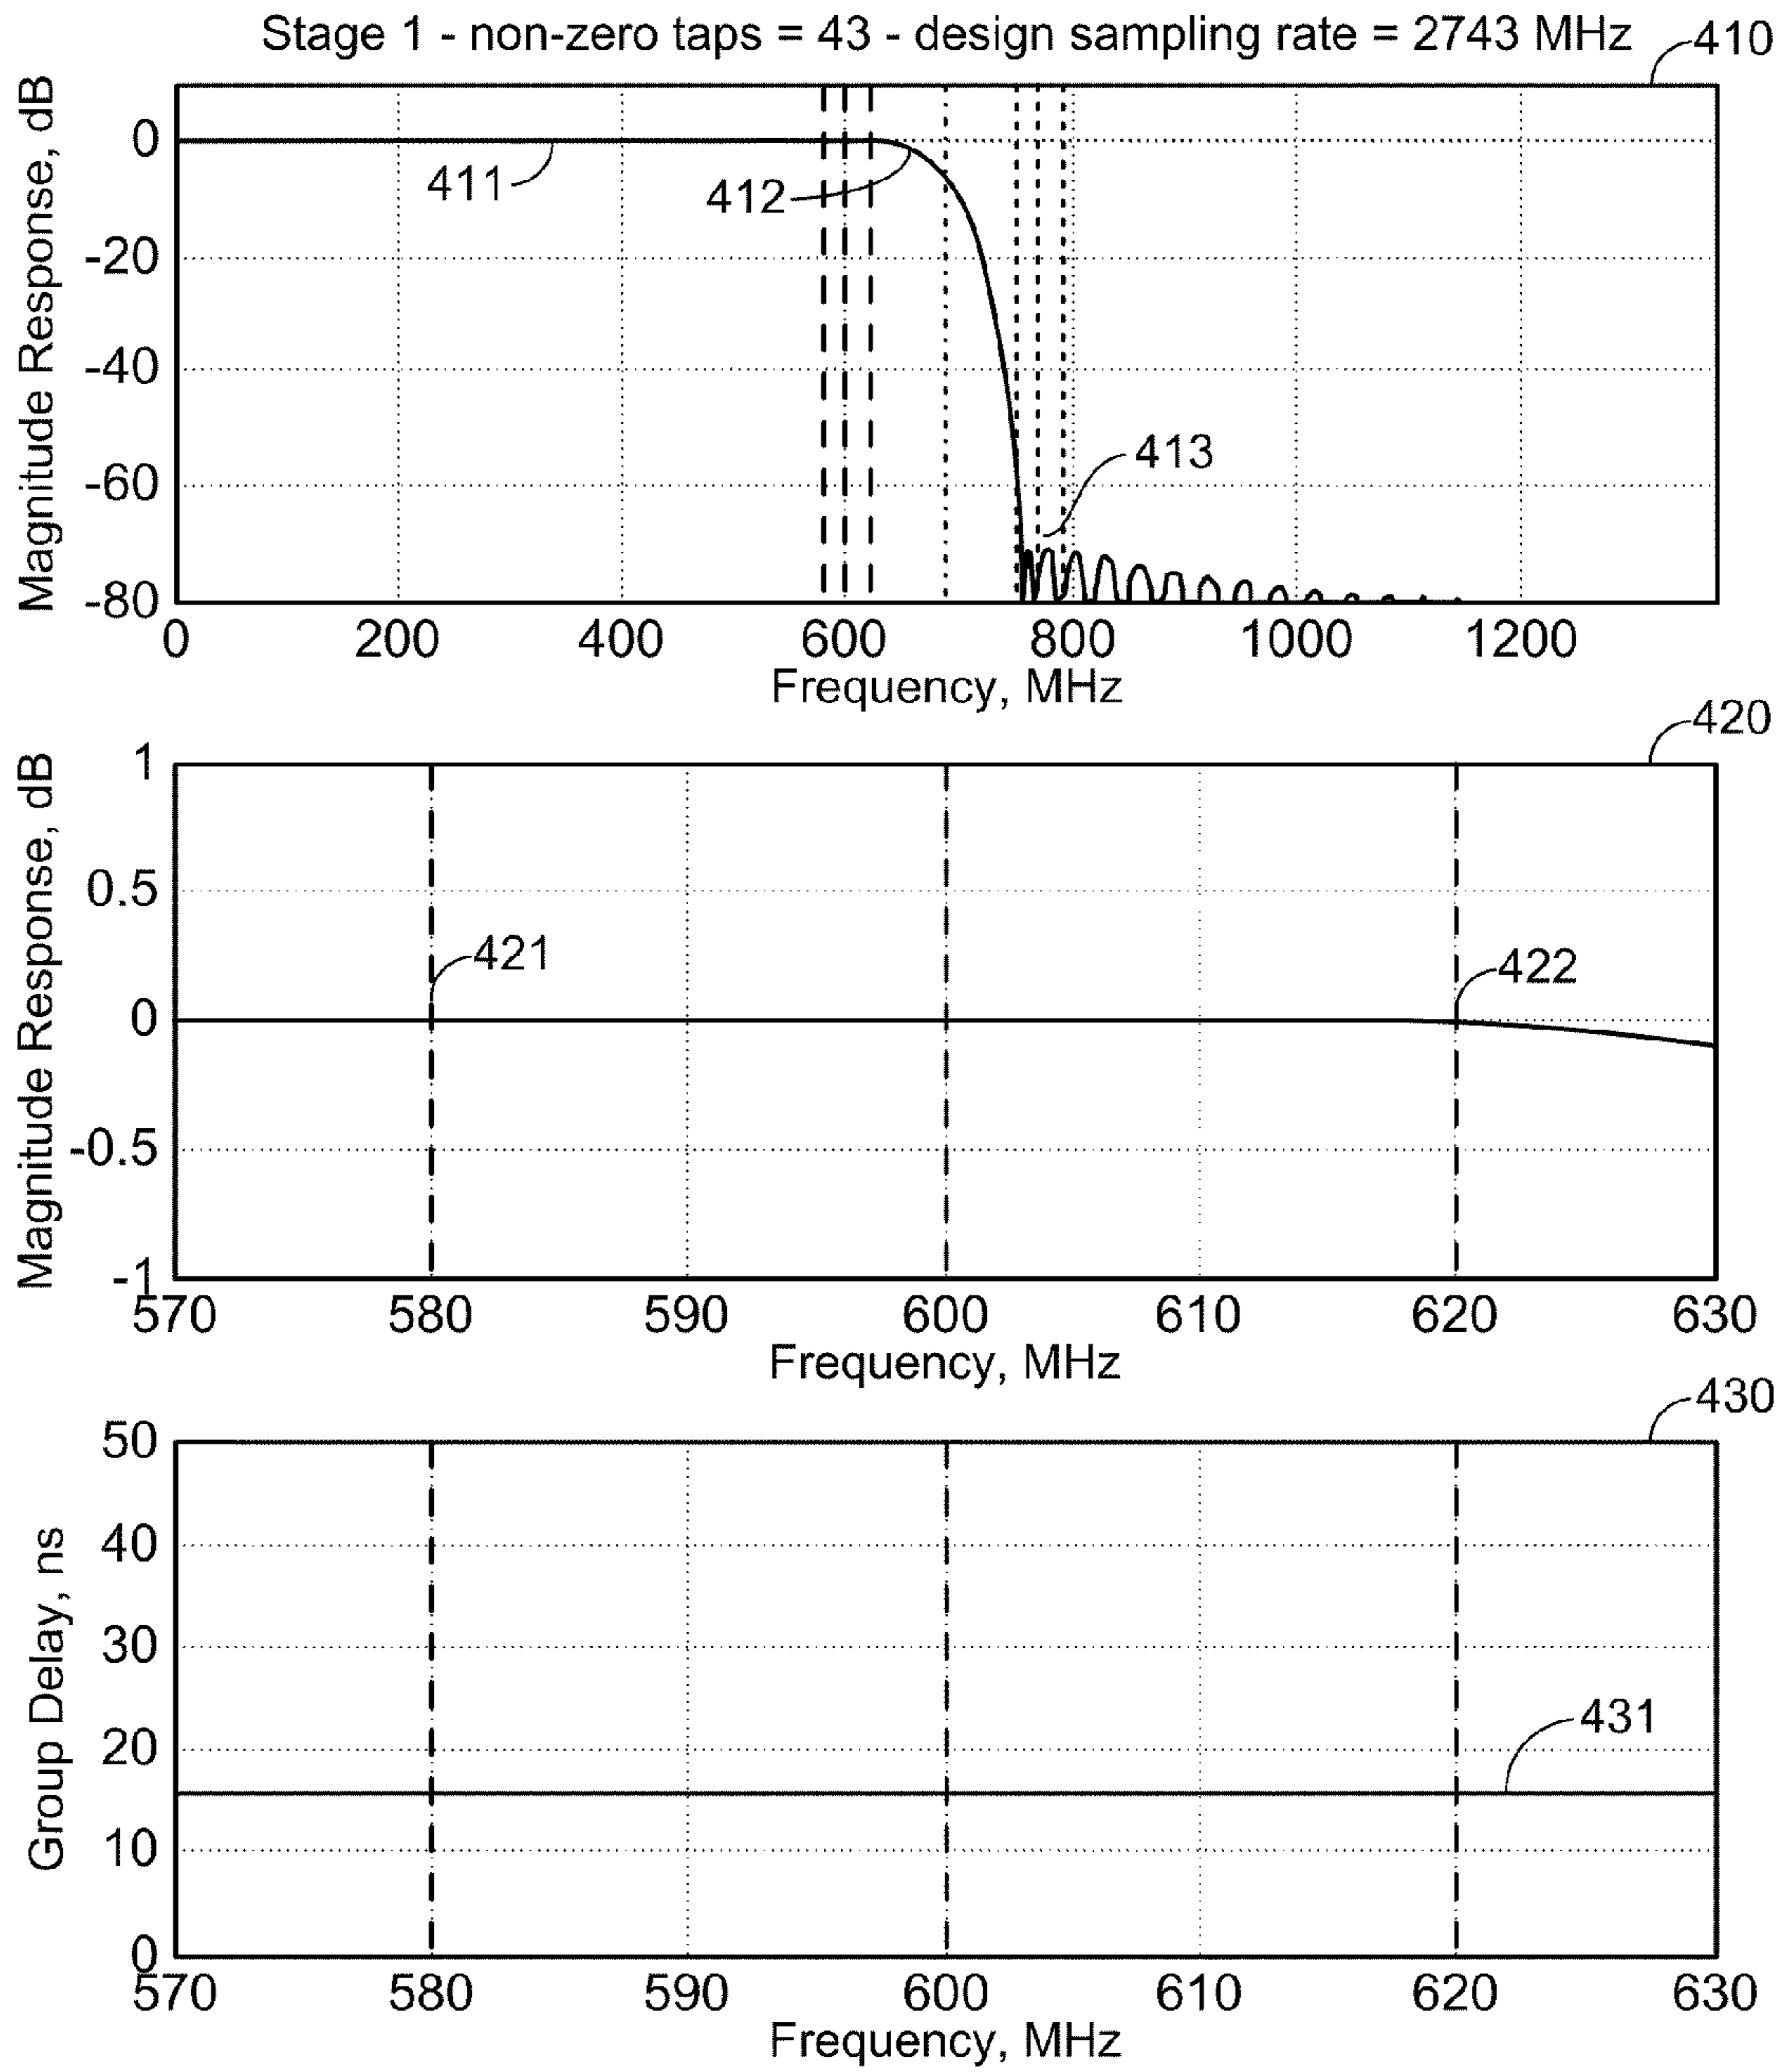 Stage 1 - non-zero taps = 43 - design sampling rate = 2743 MHz
410
Magnitude Response, dB
0
-20
-40
-60
-80
411
412
413
0 200 400 600 800 1000 1200
Frequency, MHz
420
Magnitude Response, dB
1
0.5
0
-0.5
-1
421
422
570 580 590 600 610 620 630
Frequency, MHz
430
Group Delay, ns
50
40
30
20
10
0
431
570 580 590 600 610 620 630
Frequency, MHz